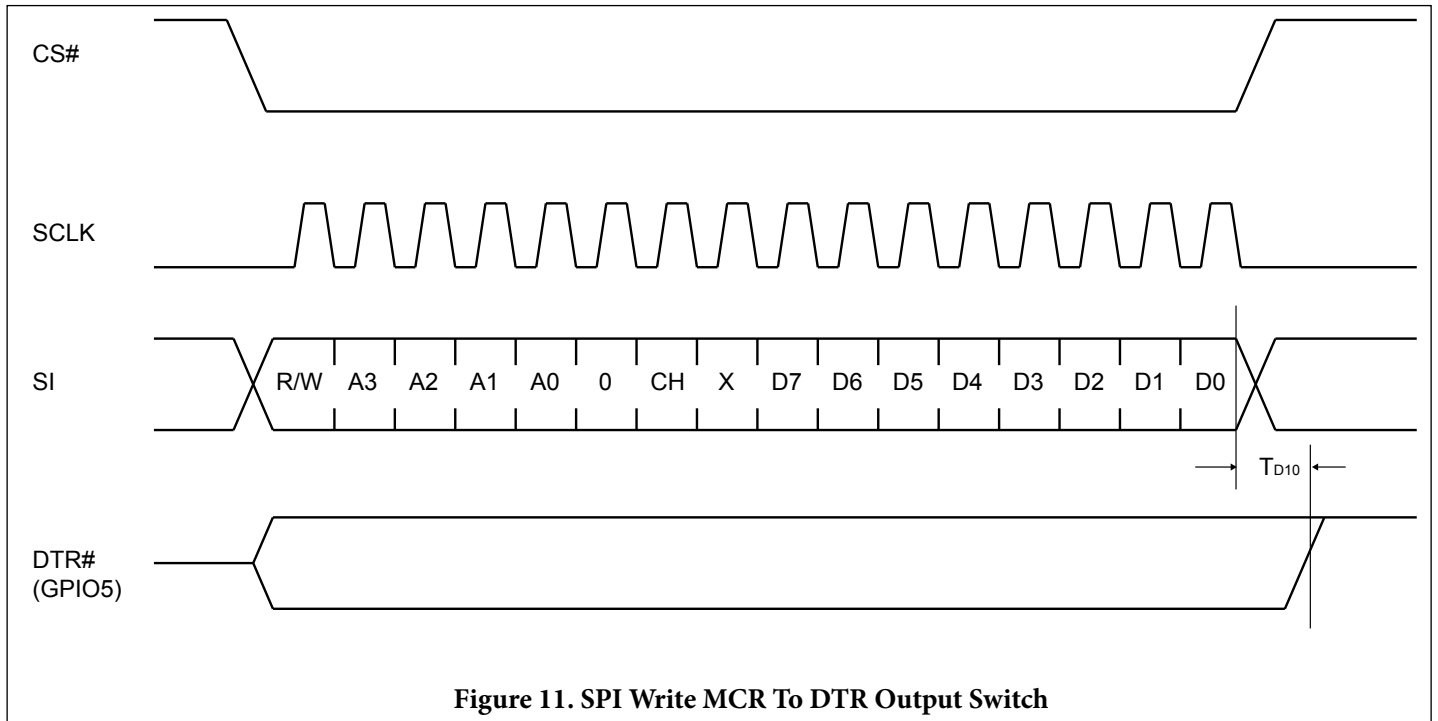 CS#
SCLK
SI R/W A3 A2 A1 A0 0 CH X D7 D6 D5 D4 D3 D2 D1 D0
TD10
DTR#
(GPIO5)
Figure 11. SPI Write MCR To DTR Output Switch